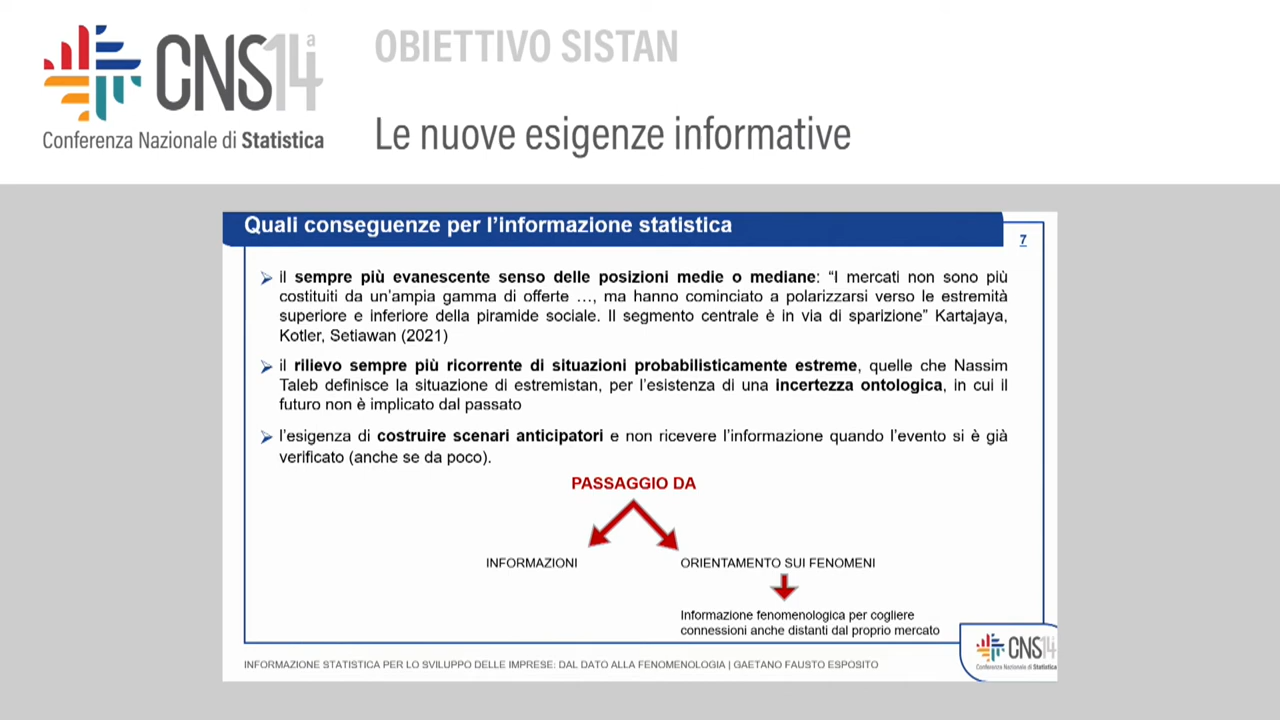 CNS14a
Conferenza Nazionale di Statistica
OBIETTIVO SISTAN
Le nuove esigenze informative
Quali conseguenze per l'informazione statistica
7
il sempre più evanescente senso delle posizioni medie o mediane: “I mercati non sono più
costituiti da un'ampia gamma di offerte …, ma hanno cominciato a polarizzarsi verso le estremità
superiore e inferiore della piramide sociale. Il segmento centrale è in via di sparizione” Kartajaya,
Kotler, Setiawan (2021)
il rilievo sempre più ricorrente di situazioni probabilisticamente estreme, quelle che Nassim
Taleb definisce la situazione di estremistan, per l'esistenza di una incertezza ontologica, in cui il
futuro non è implicato dal passato
l'esigenza di costruire scenari anticipatori e non ricevere l'informazione quando l'evento si è già
verificato (anche se da poco).
PASSAGGIO DA
INFORMAZIONI
ORIENTAMENTO SUI FENOMENI
Informazione fenomenologica per cogliere
connessioni anche distanti dal proprio mercato
INFORMAZIONE STATISTICA PER LO SVILUPPO DELLE IMPRESE: DAL DATO ALLA FENOMENOLOGIA | GAETANO FAUSTO ESPOSITO
CNS14
Conferenza Nazionale di Statistica